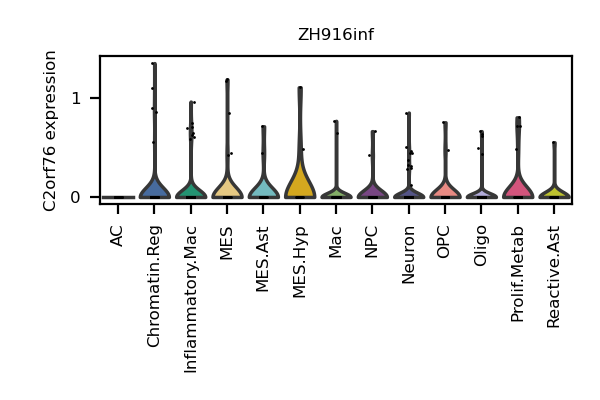 ZH916inf
C2orf76 expression
1
0
AC
Chromatin.Reg
Inflammatory.Mac
MES
MES.Ast
MES.Hyp
Mac
NPC
Neuron
OPC
Oligo
Prolif.Metab
Reactive.Ast